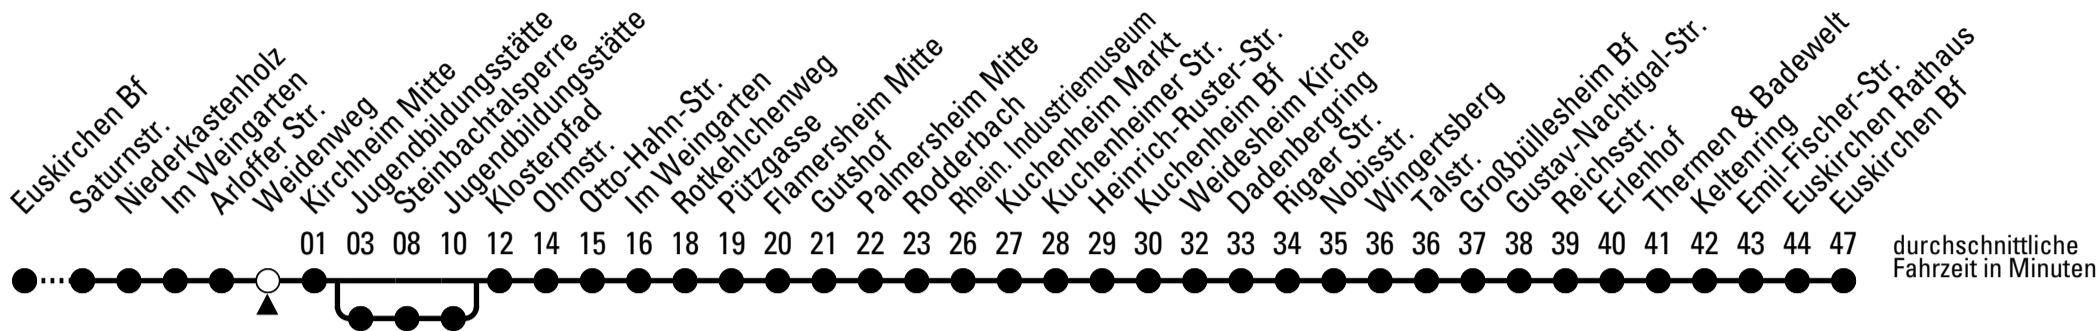 Euskirchen Bf
Saturnstr.
Niederkastenholz
Im Weingarten
Arloffer Str.
Weidenweg
Kirchheim Mitte
Jugendbildungsstätte
Steinbachtalsperre
Jugendbildungsstätte
Klosterpfad
Ohmstr.
Otto-Hahn-Str.
Im Weingarten
Rotkehlchenweg
Pützgasse
Flamersheim Mitte
Gutshof
Palmersheim Mitte
Rodderbach
Rhein. Industriemuseum
Kuchenheim Markt
Kuchenheimer Str.
Heinrich-Ruster-Str.
Kuchenheim Bf
Weidesheim Kirche
Dadenbergring
Rigaer Str.
Nobisstr.
Wingertsberg
Talstr.
Großbüllesheim Bf
Gustav-Nachtigal-Str.
Reichsstr.
Erlenhof
Thermen & Badewelt
Keltenring
Emil-Fischer-Str.
Euskirchen Rathaus
Euskirchen Bf
01 03 08 10 12 14 15 16 18 19 20 21 22 23 26 27 28 29 30 32 33 34 35 36 36 37 38 39 40 41 42 43 44 47
durchschnittliche
Fahrzeit in Minuten